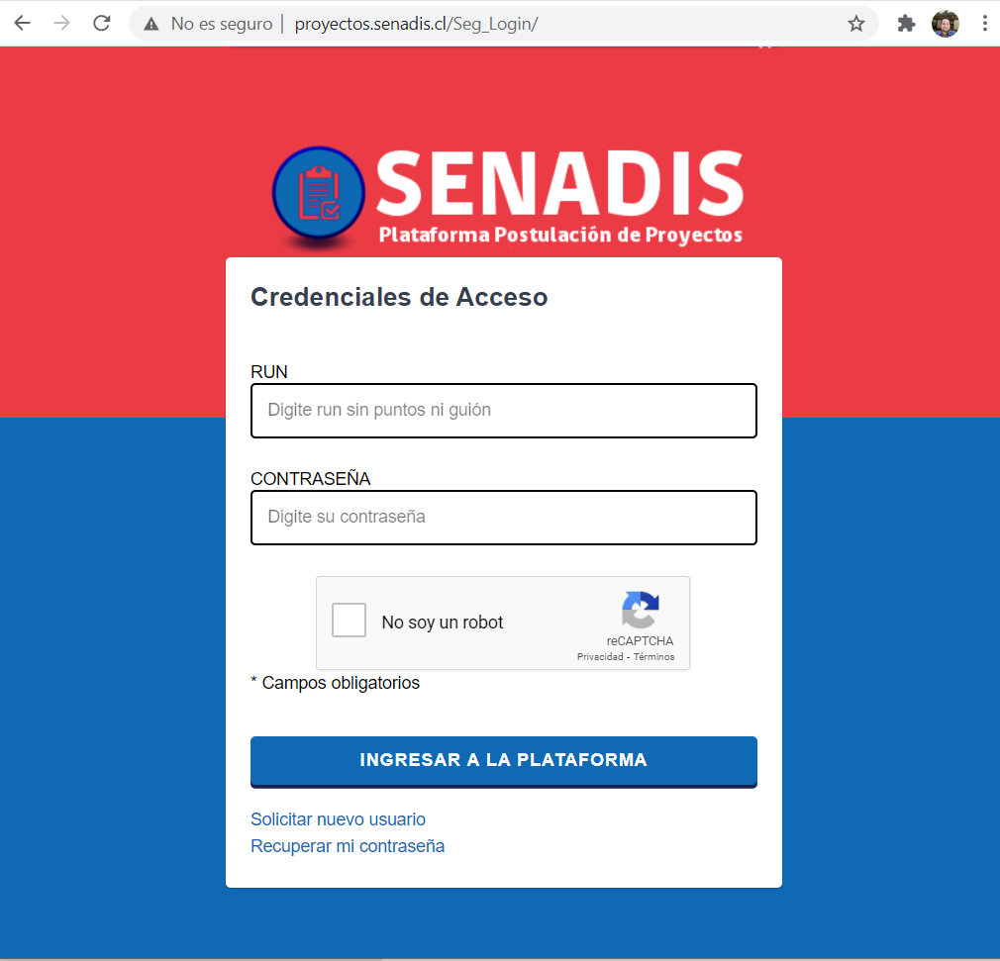 No es seguro | proyectos.senadis.cl/Seg_Login/
SENADIS
Plataforma Postulación de Proyectos
Credenciales de Acceso
RUN
Digite run sin puntos ni guión
CONTRASEÑA
Digite su contraseña
No soy un robot
reCAPTCHA
Privacidad - Términos
* Campos obligatorios
INGRESAR A LA PLATAFORMA
Solicitar nuevo usuario
Recuperar mi contraseña